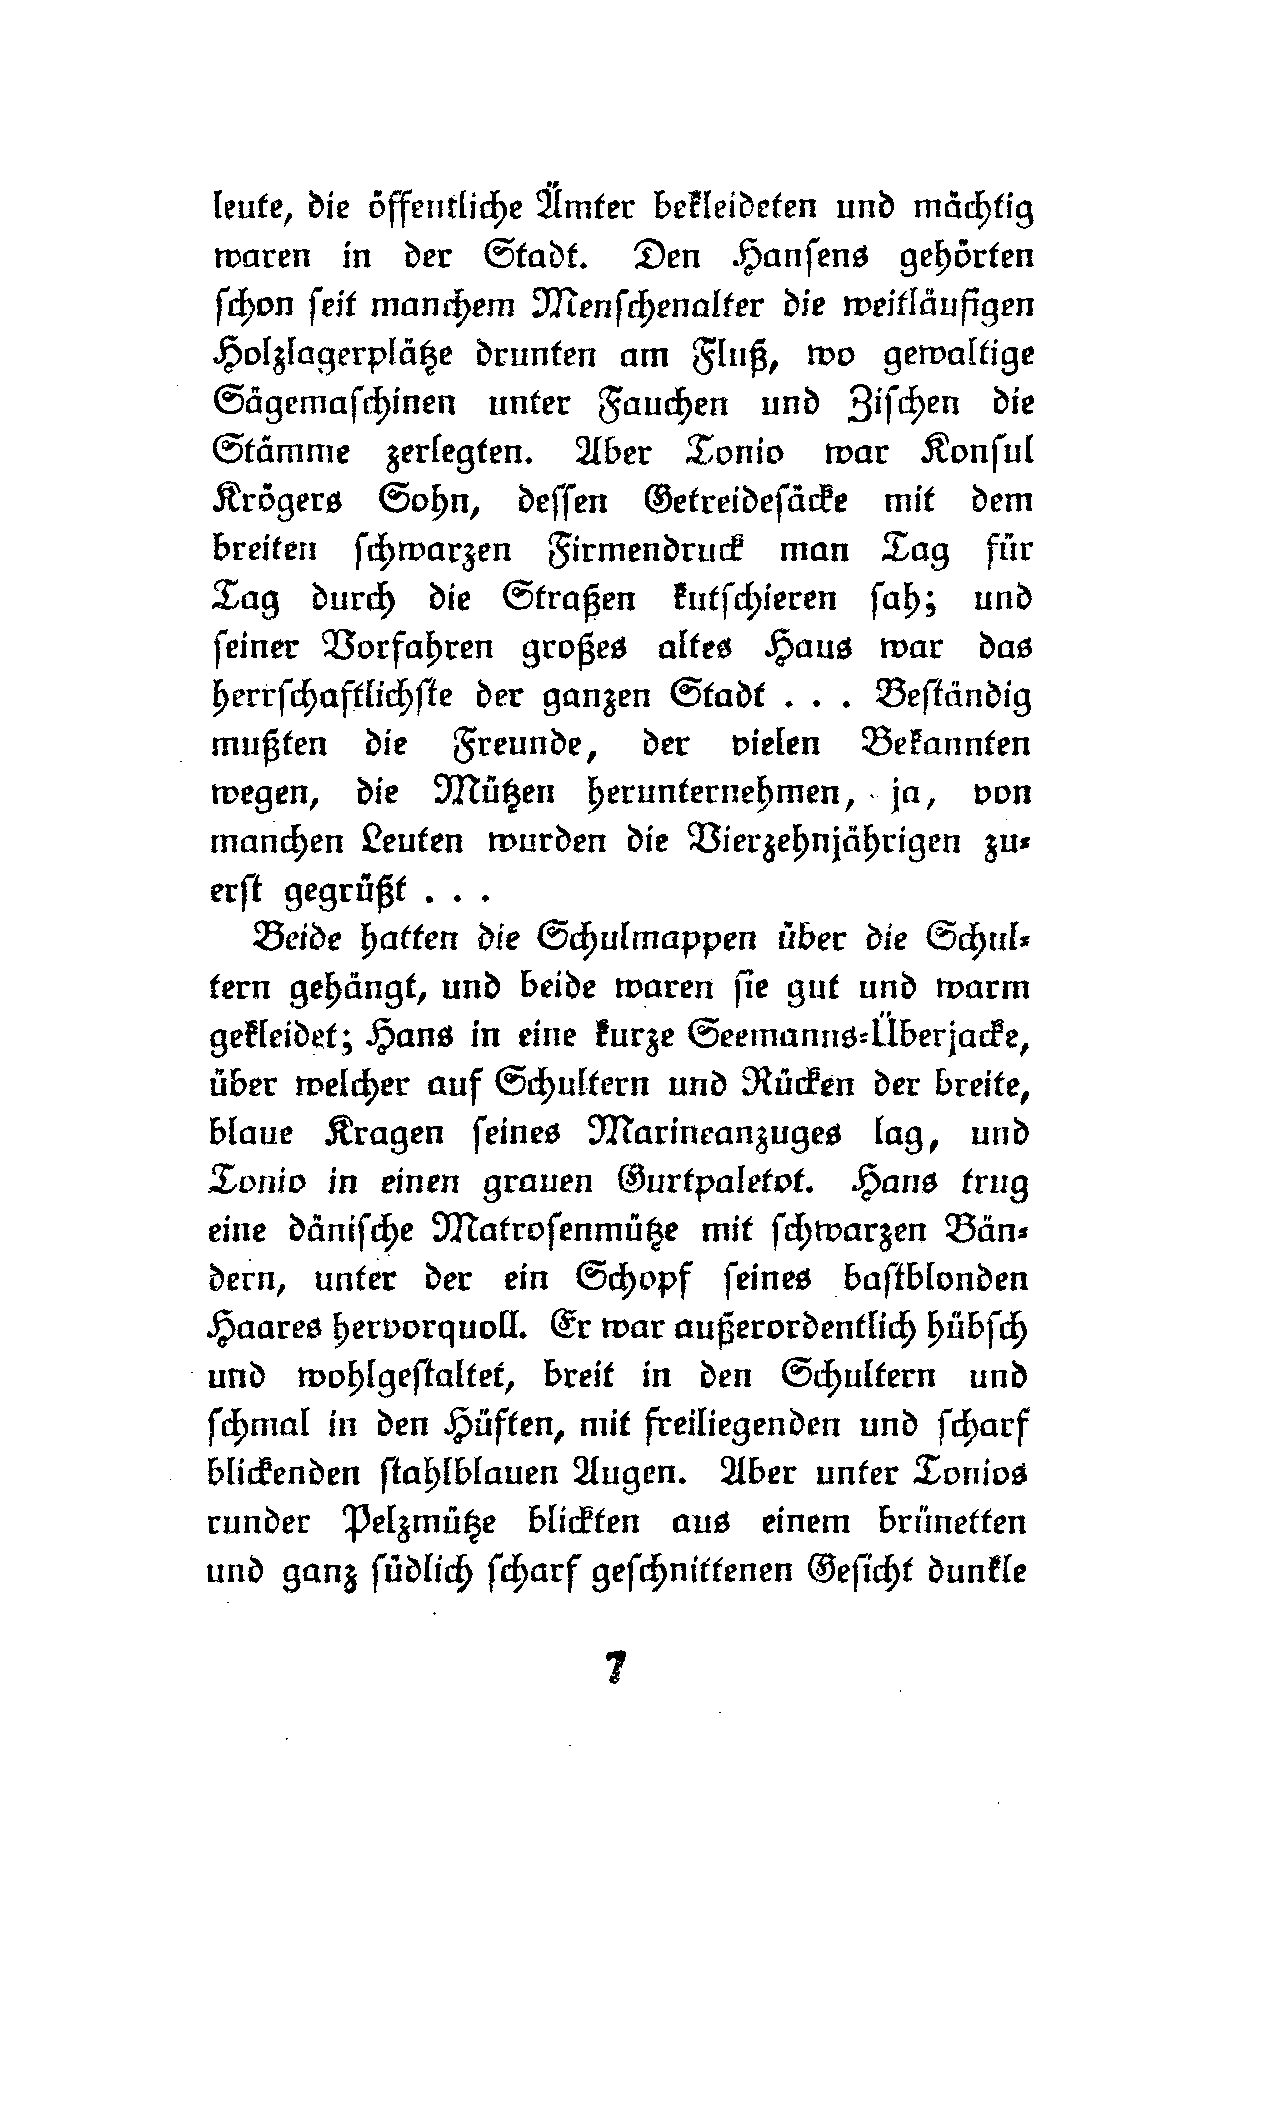 leute, die öffentliche Ämter bekleideten und mächtig
waren in der Stadt. Den Hansens gehörten
schon seit manchem Menschenalter die weitläufigen
Holzlagerplätze drunten am Fluß, wo gewaltige
Sägemaschinen unter Fauchen und Zischen die
Stämme zerlegten. Aber Tonio war Konsul
Krögers Sohn, dessen Getreidesäcke mit dem
breiten schwarzen Firmendruck man Tag für
Tag durch die Straßen kutschieren sah; und
seiner Vorfahren großes altes Haus war das
herrschaftlichste der ganzen Stadt . . . Beständig
mußten die Freunde, der vielen Bekannten
wegen, die Mützen herunternehmen, ja, von
manchen Leuten wurden die Vierzehnjährigen zu-
erst gegrüßt . . .
Beide hatten die Schulmappen über die Schul-
tern gehängt, und beide waren sie gut und warm
gekleidet; Hans in eine kurze Seemanns-Überjacke,
über welcher auf Schultern und Rücken der breite,
blaue Kragen seines Marineanzuges lag, und
Tonio in einen grauen Gurtpaletot. Hans trug
eine dänische Matrosenmütze mit schwarzen Bän-
dern, unter der ein Schopf seines bastblonden
Haares hervorquoll. Er war außerordentlich hübsch
und wohlgestaltet, breit in den Schultern und
schmal in den Hüften, mit freiliegenden und scharf
blickenden stahlblauen Augen. Aber unter Tonios
runder Pelzmütze blickten aus einem brünetten
und ganz südlich scharf geschnittenen Gesicht dunkle
7